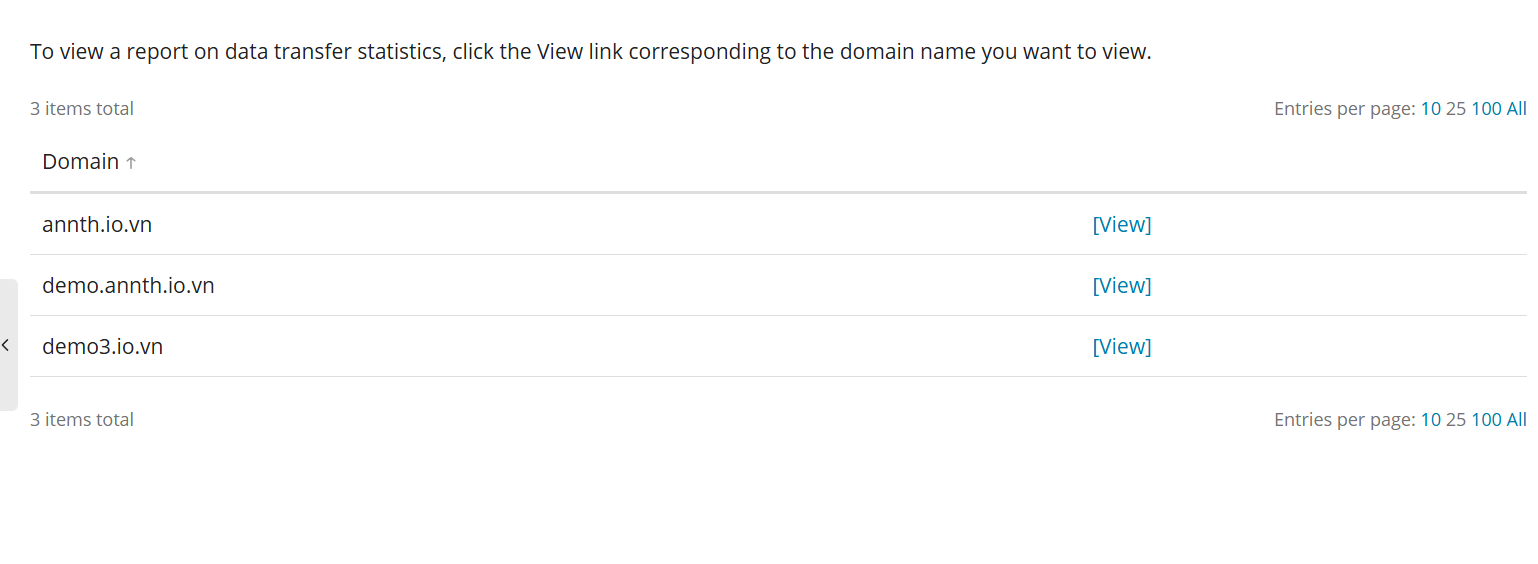 To view a report on data transfer statistics, click the View link corresponding to the domain name you want to view.
3 items total Entries per page: 10 25 100 All
Domain ↑
annth.io.vn [View]
demo.annth.io.vn [View]
demo3.io.vn [View]
3 items total Entries per page: 10 25 100 All